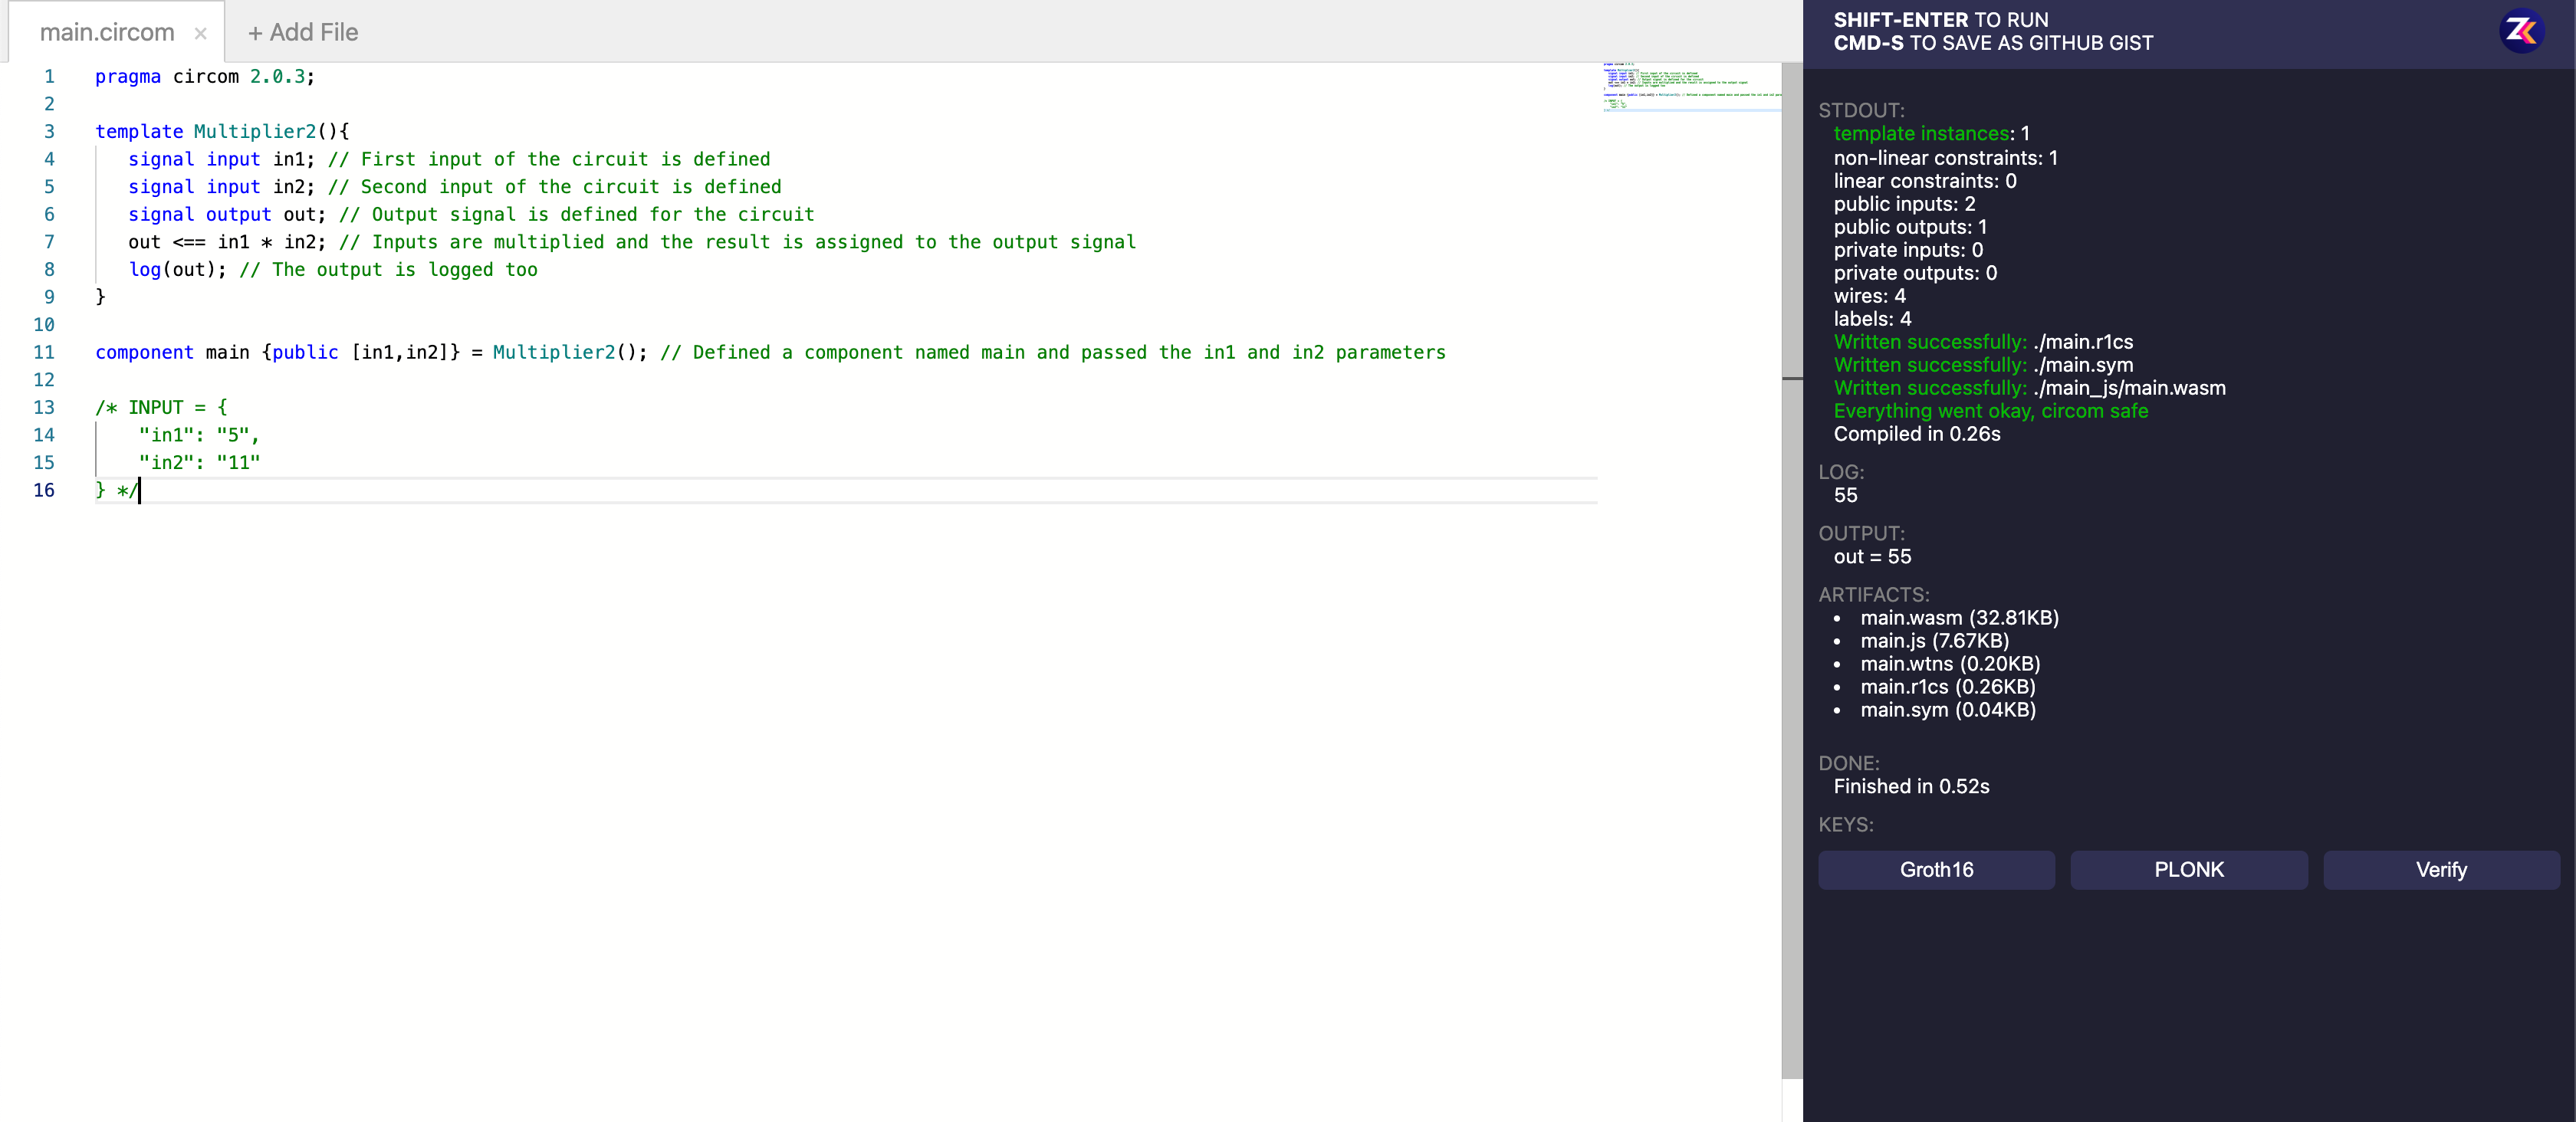 main.circom ×
+ Add File
1 pragma circom 2.0.3;
2
3 template Multiplier2(){
4 signal input in1; // First input of the circuit is defined
5 signal input in2; // Second input of the circuit is defined
6 signal output out; // Output signal is defined for the circuit
7 out <== in1 * in2; // Inputs are multiplied and the result is assigned to the output signal
8 log(out); // The output is logged too
9 }
10
11 component main {public [in1,in2]} = Multiplier2(); // Defined a component named main and passed the in1 and in2 parameters
12
13 /* INPUT = {
14 "in1": "5",
15 "in2": "11"
16 } */
SHIFT-ENTER TO RUN
CMD-S TO SAVE AS GITHUB GIST
ZK
STDOUT:
template instances: 1
non-linear constraints: 1
linear constraints: 0
public inputs: 2
public outputs: 1
private inputs: 0
private outputs: 0
wires: 4
labels: 4
Written successfully: ./main.r1cs
Written successfully: ./main.sym
Written successfully: ./main_js/main.wasm
Everything went okay, circom safe
Compiled in 0.26s
LOG:
55
OUTPUT:
out = 55
ARTIFACTS:
• main.wasm (32.81KB)
• main.js (7.67KB)
• main.wtns (0.20KB)
• main.r1cs (0.26KB)
• main.sym (0.04KB)
DONE:
Finished in 0.52s
KEYS:
Groth16
PLONK
Verify